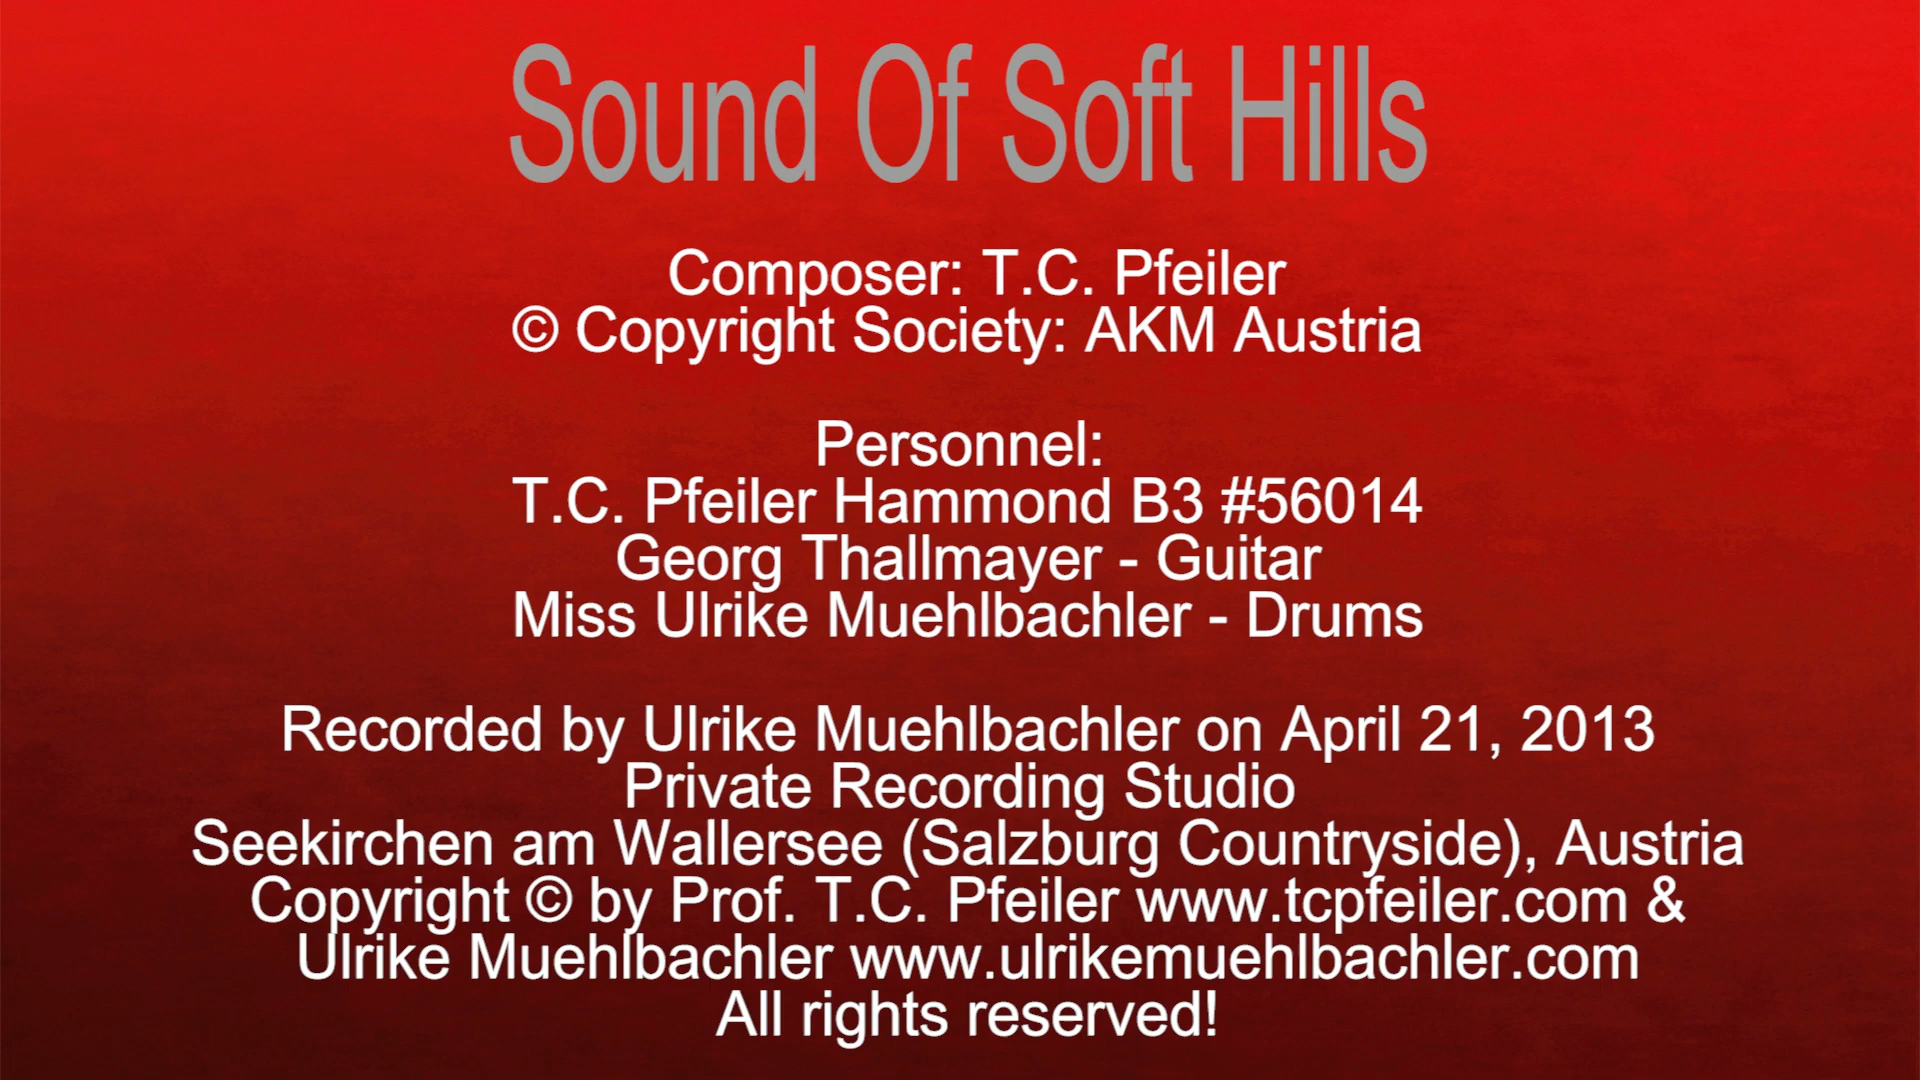 Sound Of Soft Hills
Composer: T.C. Pfeiler
© Copyright Society: AKM Austria
Personnel:
T.C. Pfeiler Hammond B3 #56014
Georg Thallmayer - Guitar
Miss Ulrike Muehlbachler - Drums
Recorded by Ulrike Muehlbachler on April 21, 2013
Private Recording Studio
Seekirchen am Wallersee (Salzburg Countryside), Austria
Copyright © by Prof. T.C. Pfeiler www.tcpfeiler.com &
Ulrike Muehlbachler www.ulrikemuehlbachler.com
All rights reserved!